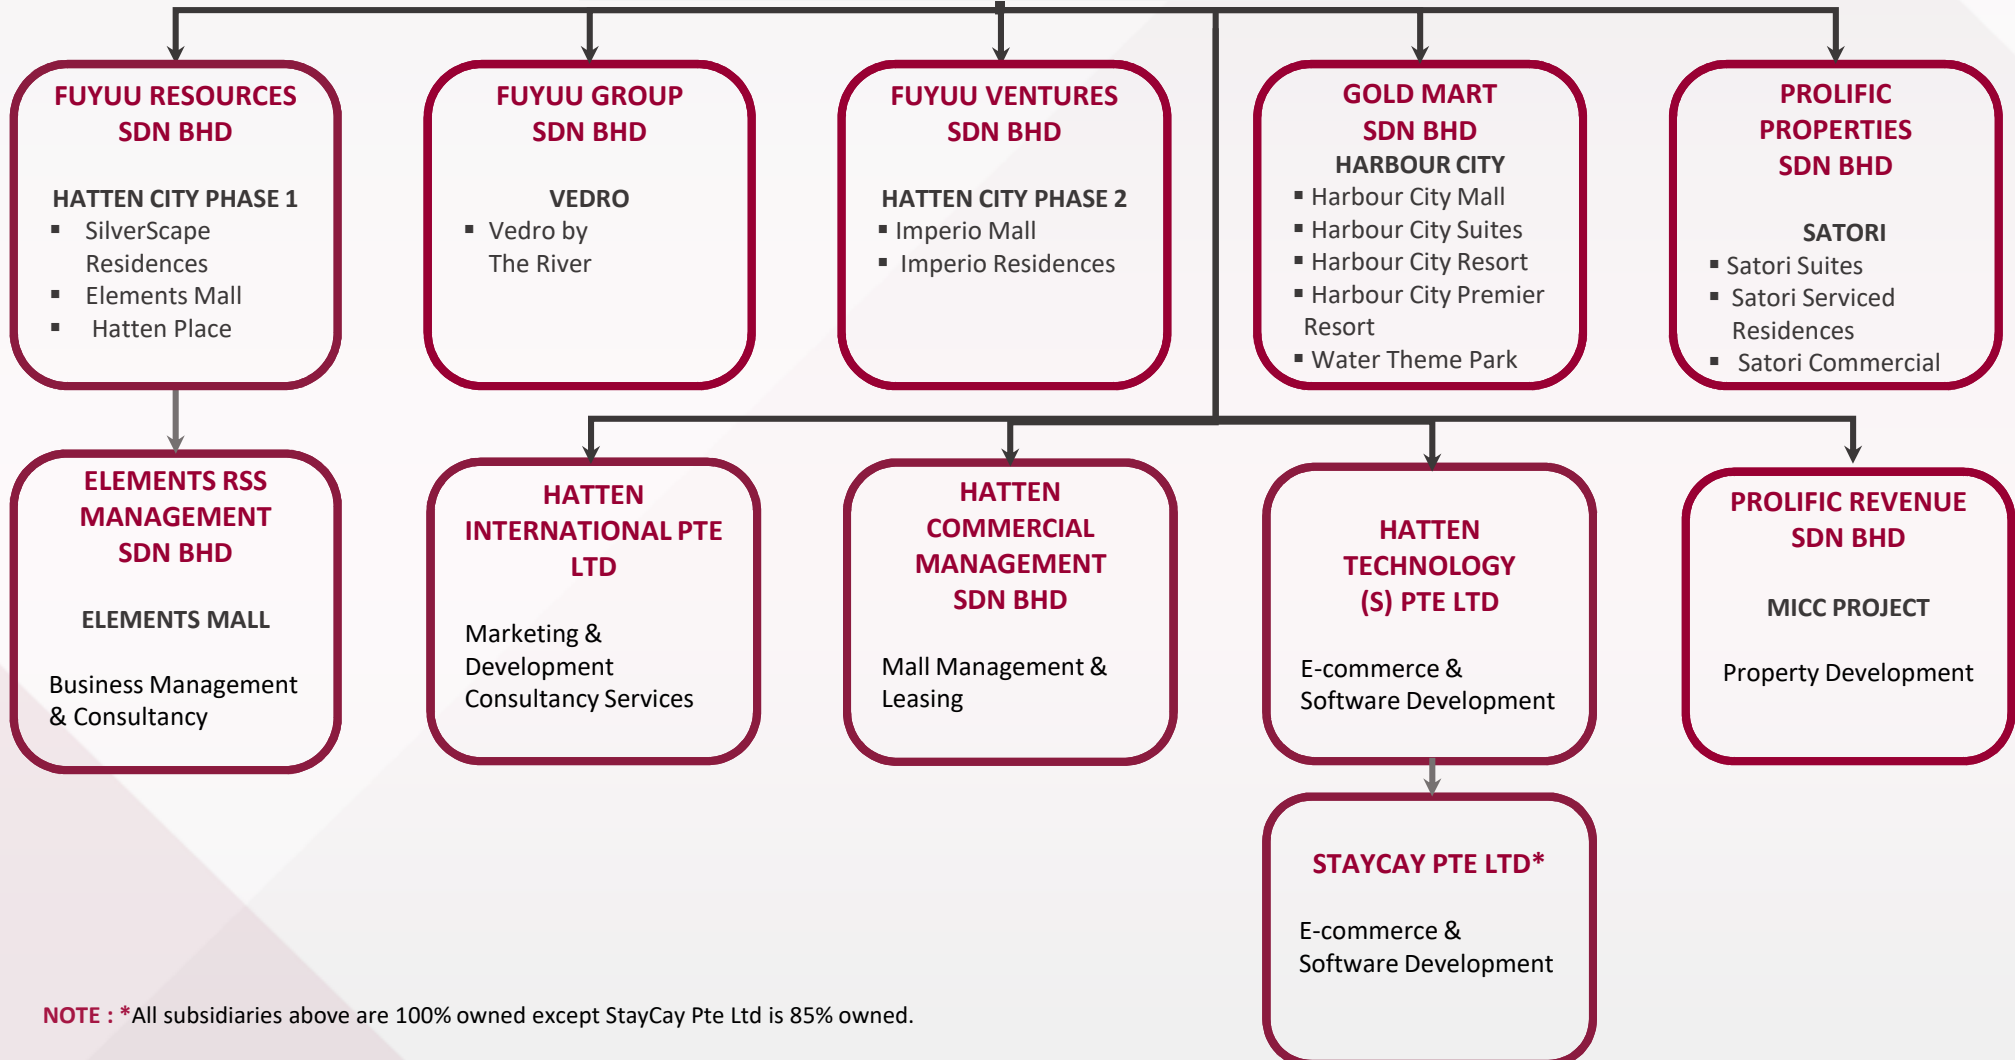 FUYUU RESOURCES
SDN BHD
HATTEN CITY PHASE 1
▪ SilverScape
Residences
▪ Elements Mall
▪ Hatten Place
FUYUU GROUP
SDN BHD
VEDRO
▪ Vedro by
The River
FUYUU VENTURES
SDN BHD
HATTEN CITY PHASE 2
▪ Imperio Mall
▪ Imperio Residences
GOLD MART
SDN BHD
HARBOUR CITY
▪ Harbour City Mall
▪ Harbour City Suites
▪ Harbour City Resort
▪ Harbour City Premier
Resort
▪ Water Theme Park
PROLIFIC
PROPERTIES
SDN BHD
SATORI
▪ Satori Suites
▪ Satori Serviced
Residences
▪ Satori Commercial
ELEMENTS RSS
MANAGEMENT
SDN BHD
ELEMENTS MALL
Business Management
& Consultancy
HATTEN
INTERNATIONAL PTE
LTD
Marketing &
Development
Consultancy Services
HATTEN
COMMERCIAL
MANAGEMENT
SDN BHD
Mall Management &
Leasing
HATTEN
TECHNOLOGY
(S) PTE LTD
E-commerce &
Software Development
PROLIFIC REVENUE
SDN BHD
MICC PROJECT
Property Development
STAYCAY PTE LTD*
E-commerce &
Software Development
NOTE : *All subsidiaries above are 100% owned except StayCay Pte Ltd is 85% owned.